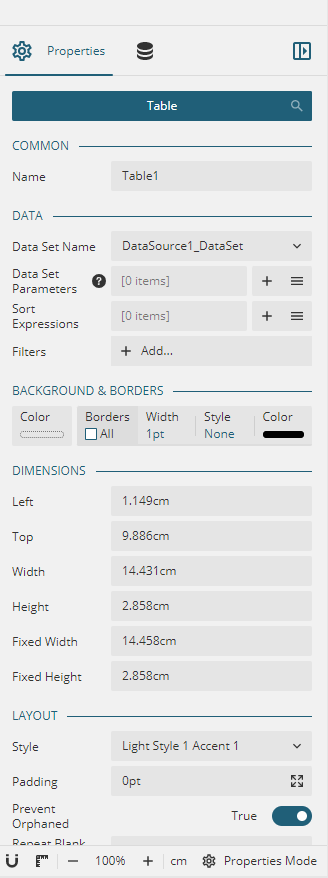 Properties
Table
COMMON
Name Table1
DATA
Data Set Name DataSource1_DataSet
Data Set
Parameters ? [0 items]
Sort
Expressions [0 items]
Filters Add...
BACKGROUND & BORDERS
Color Borders Width Style Color
All 1pt None
DIMENSIONS
Left 1.149cm
Top 9.886cm
Width 14.431cm
Height 2.858cm
Fixed Width 14.458cm
Fixed Height 2.858cm
LAYOUT
Style Light Style 1 Accent 1
Padding 0pt
Prevent
Orphaned True
Repeat Blank
100% cm Properties Mode